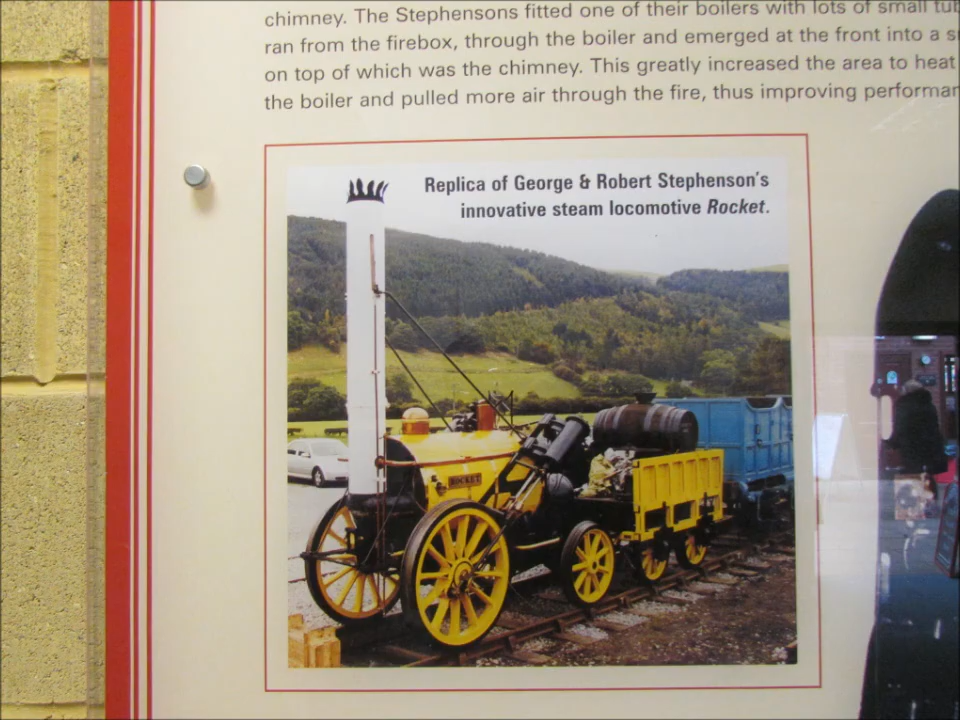 chimney. The Stephensons fitted one of their boilers with lots of small
ran from the firebox, through the boiler and emerged at the front into a
on top of which was the chimney. This greatly increased the area to heat
the boiler and pulled more air through the fire, thus improving
Replica of George & Robert Stephenson's
innovative steam locomotive Rocket.
ROCKET